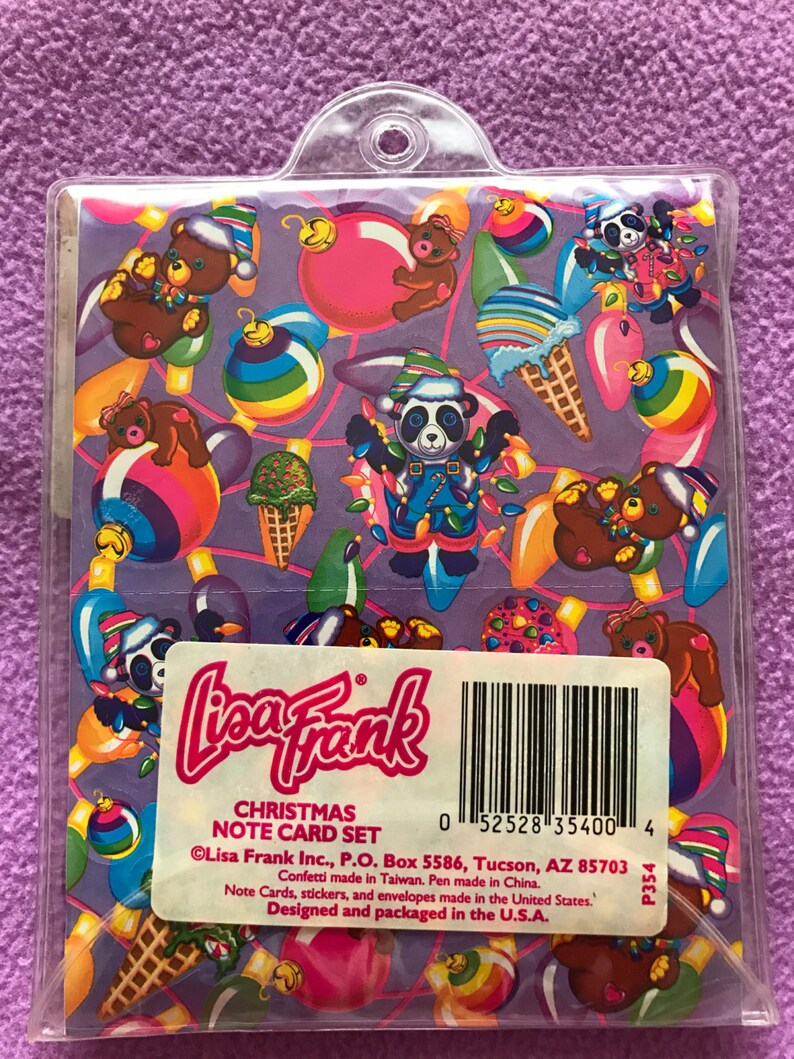 Lisa Frank®
CHRISTMAS
NOTE CARD SET
0 52528 35400 4
©Lisa Frank Inc., P.O. Box 5586, Tucson, AZ 85703
Confetti made in Taiwan. Pen made in China.
Note Cards, stickers, and envelopes made in the United States.
Designed and packaged in the U.S.A.
P354